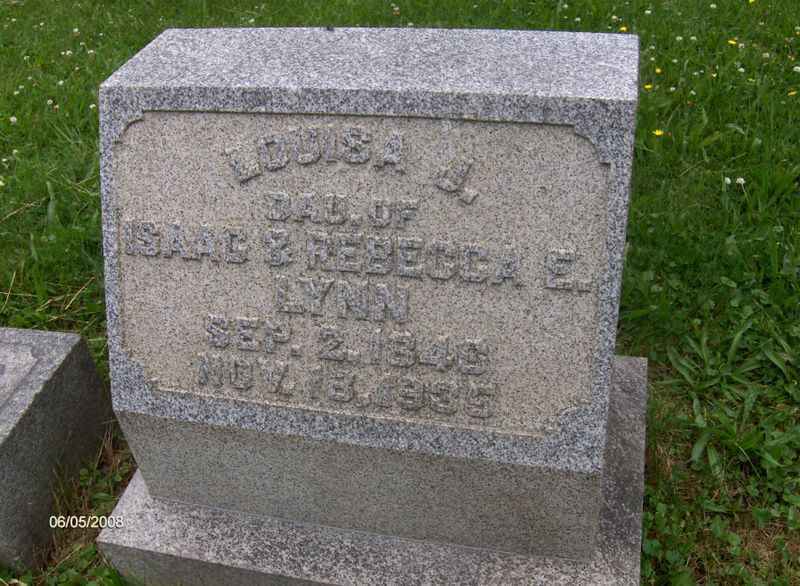 LOUISA J.
DAU. OF
ISAAC & REBECCA E.
LYNN
SEP. 2. 1846
NOV. 18. 1935
06/05/2008